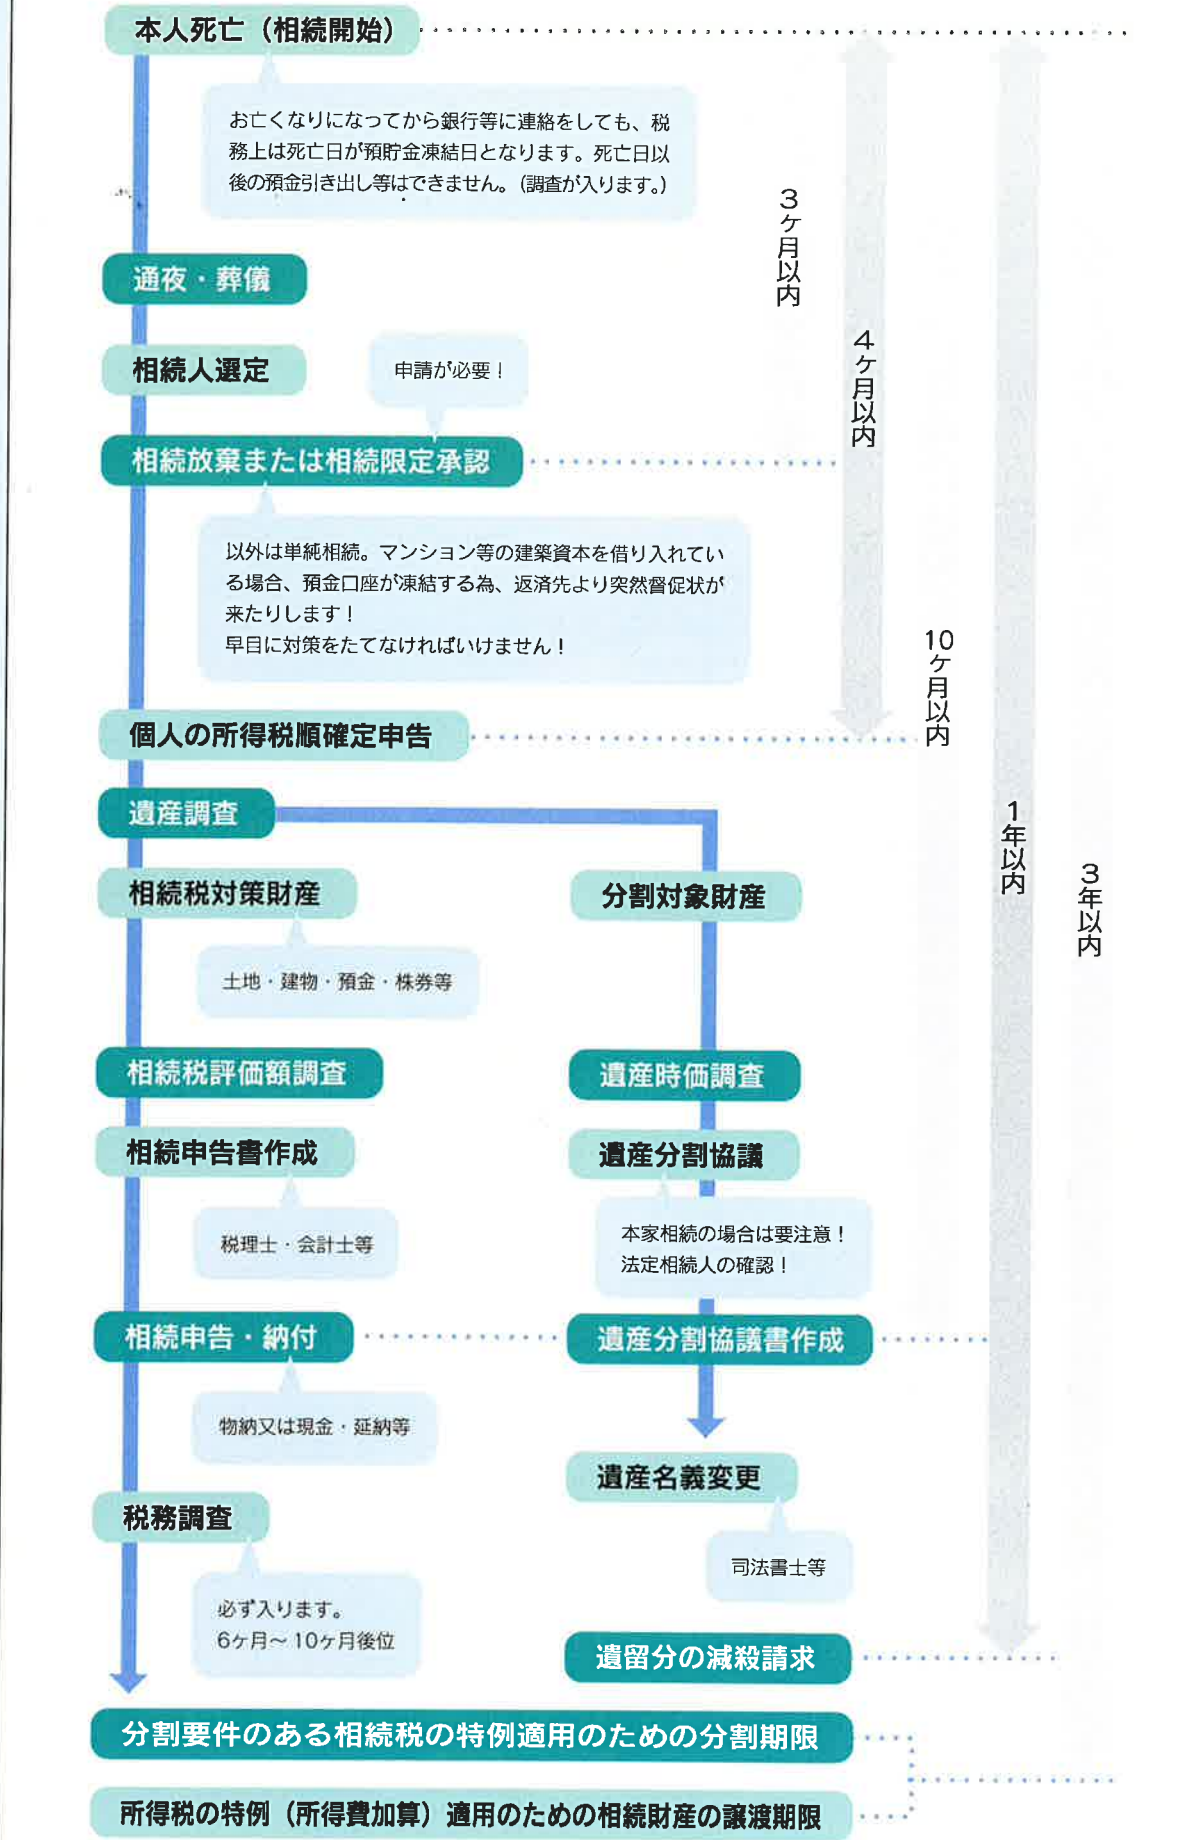 本人死亡（相続開始）
お亡くなりになってから銀行等に連絡をしても、税
務上は死亡日が預貯金凍結日となります。死亡日以
後の預金引き出し等はできません。（調査が入ります。）
3ヶ月以内
通夜・葬儀
4ヶ月以内
相続人選定
申請が必要！
相続放棄または相続限定承認
以外は単純相続。マンション等の建築資本を借り入れてい
る場合、預金口座が凍結する為、返済先より突然督促状が
来たりします！
早目に対策をたてなければいけません！
10ヶ月以内
個人の所得税順確定申告
遺産調査
1年以内
3年以内
相続税対策財産
土地・建物・預金・株券等
相続税評価額調査
相続申告書作成
税理士・会計士等
相続申告・納付
物納又は現金・延納等
税務調査
必ず入ります。
6ヶ月～10ヶ月後位
分割対象財産
遺産時価調査
遺産分割協議
本家相続の場合は要注意！
法定相続人の確認！
遺産分割協議書作成
遺産名義変更
司法書士等
遺留分の減殺請求
分割要件のある相続税の特例適用のための分割期限
所得税の特例（所得費加算）適用のための相続財産の譲渡期限